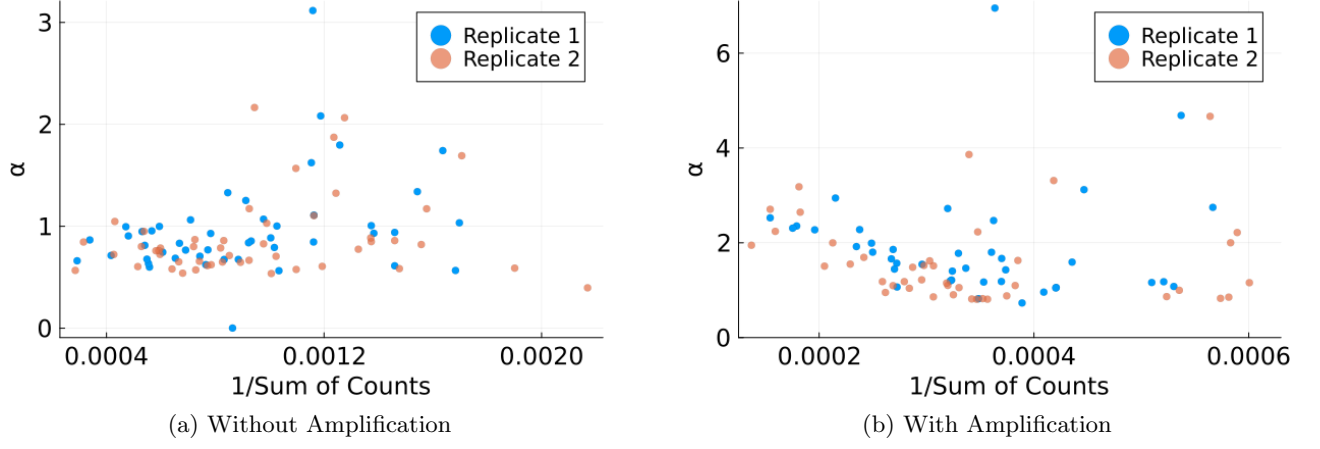 3
2
1
0
α
0.0004
0.0012
0.0020
1/Sum of Counts
Replicate 1
Replicate 2
(a) Without Amplification
6
4
2
0
α
0.0002
0.0004
0.0006
1/Sum of Counts
Replicate 1
Replicate 2
(b) With Amplification